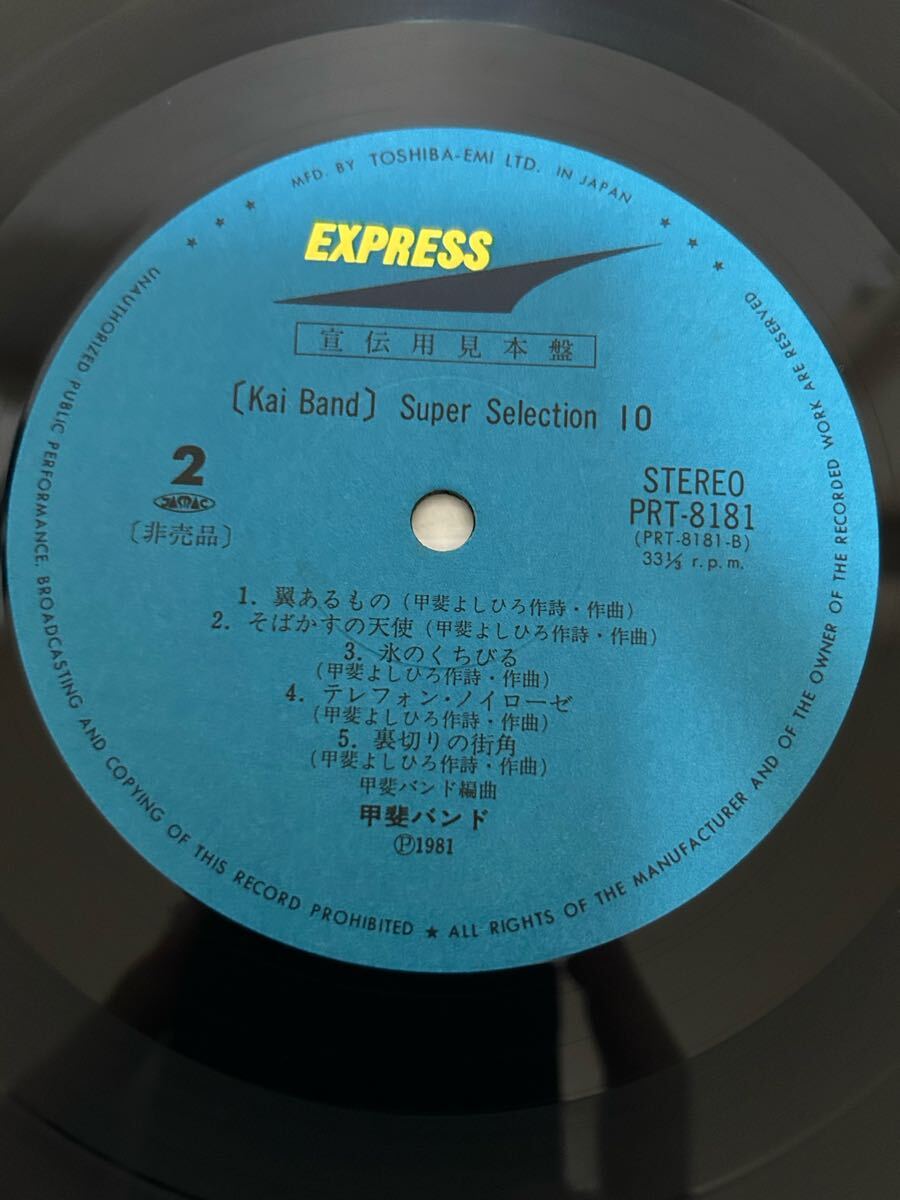 MFD. BY TOSHIBA-EMI LTD. IN JAPAN
EXPRESS
宣伝用見本盤
〔Kai Band〕 Super Selection 10
2
JASRAC
〔非売品〕
STEREO
PRT-8181
(PRT-8181-B)
33⅓ r.p.m.
1. 翼あるもの (甲斐よしひろ作詩・作曲)
2. そばかすの天使 (甲斐よしひろ作詩・作曲)
3. 氷のくちびる
(甲斐よしひろ作詩・作曲)
4. テレフォン・ノイローゼ
(甲斐よしひろ作詩・作曲)
5. 裏切りの街角
(甲斐よしひろ作詩・作曲)
甲斐バンド編曲
甲斐バンド
Ⓟ1981
UNAUTHORIZED PUBLIC PERFORMANCE, BROADCASTING AND COPYING OF THIS RECORD PROHIBITED ★ ALL RIGHTS OF THE MANUFACTURER AND OF THE OWNER OF THE RECORDED WORK ARE RESERVED